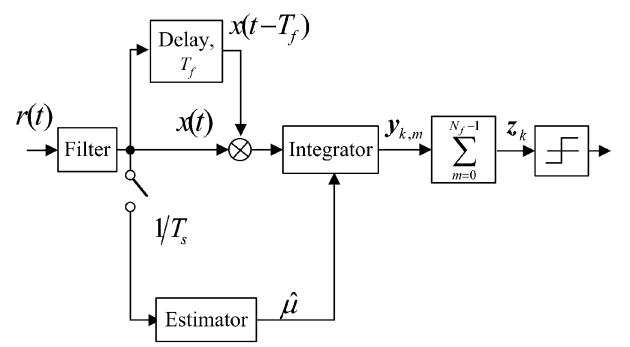 x(t−T_f)
Delay,
T_f
r(t)
x(t)
Filter
Integrator
y_{k,m}
N_f−1
∑
m=0
z_k
1/T_s
Estimator
μ̂